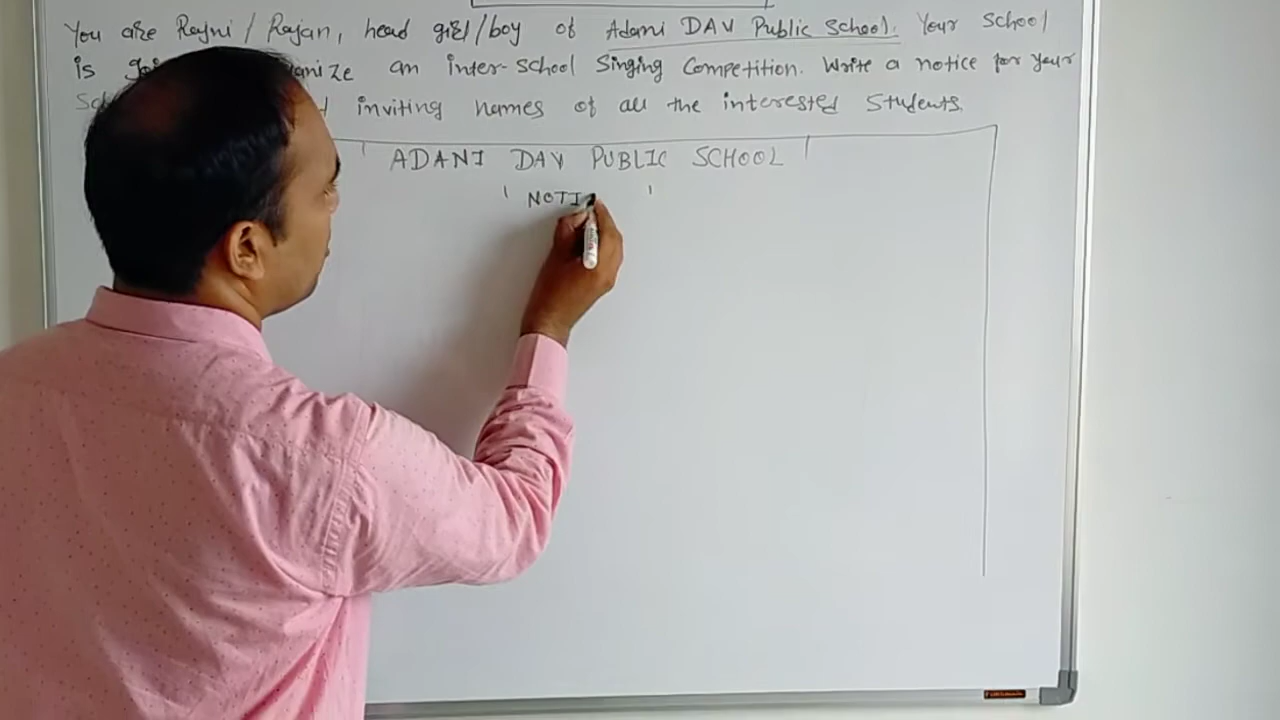 You are Rajni / Rajan, head girl/boy of Adani DAV Public School. Your School
is an inter-school Singing Competition. Write a notice for your
inviting names of all the interested Students.
ADANI DAV PUBLIC SCHOOL
NOTI